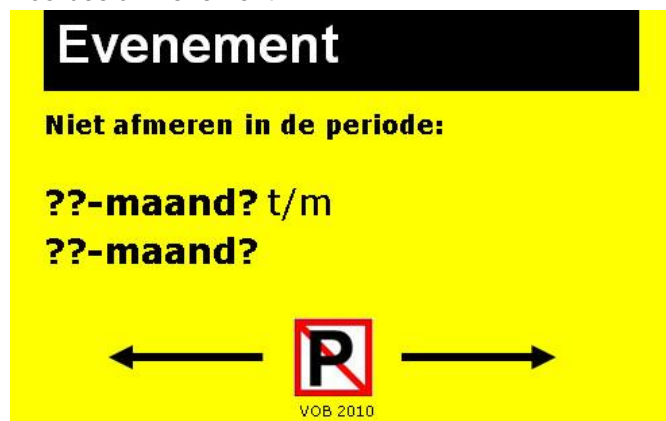 Evenement
Niet afmeren in de periode:
??-maand? t/m
??-maand?
P
VOB 2010